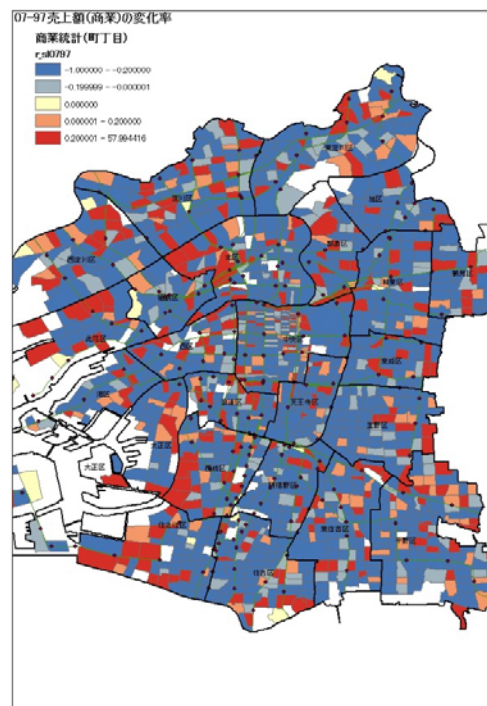 07-97売上額(商業)の変化率
商業統計(町丁目)
r_sl0797
-1.000000 - -0.200000
-0.199999 - -0.000001
0.000000
0.000001 - 0.200000
0.200001 - 57.994416
東淀川区
淀川区
旭区
北区
都島区
西淀川区
鶴見区
城東区
福島区
此花区
中央区
西区
東成区
港区
浪速区
天王寺区
生野区
大正区
大正区
西成区
阿倍野区
住之江区
東住吉区
平野区
住吉区